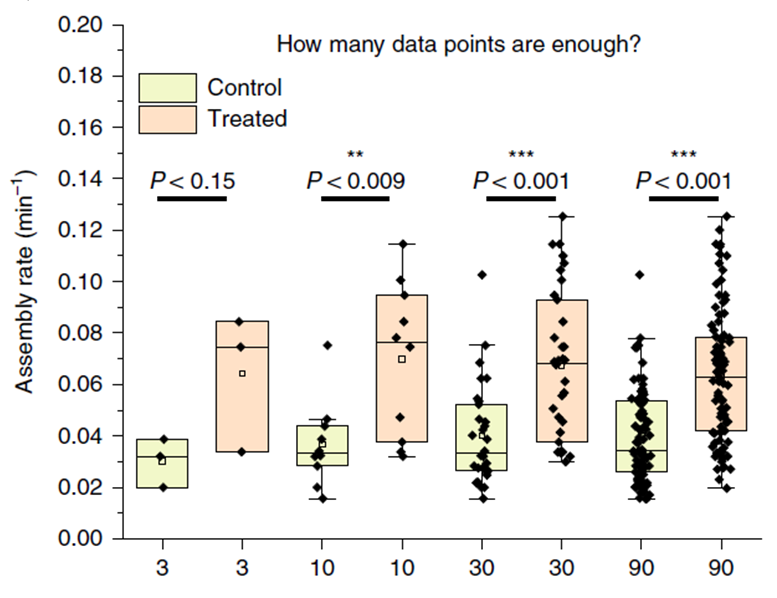 How many data points are enough?
Control
Treated
P < 0.15
**
P < 0.009
***
P < 0.001
***
P < 0.001
Assembly rate (min⁻¹)
0.20
0.18
0.16
0.14
0.12
0.10
0.08
0.06
0.04
0.02
0.00
3 3 10 10 30 30 90 90